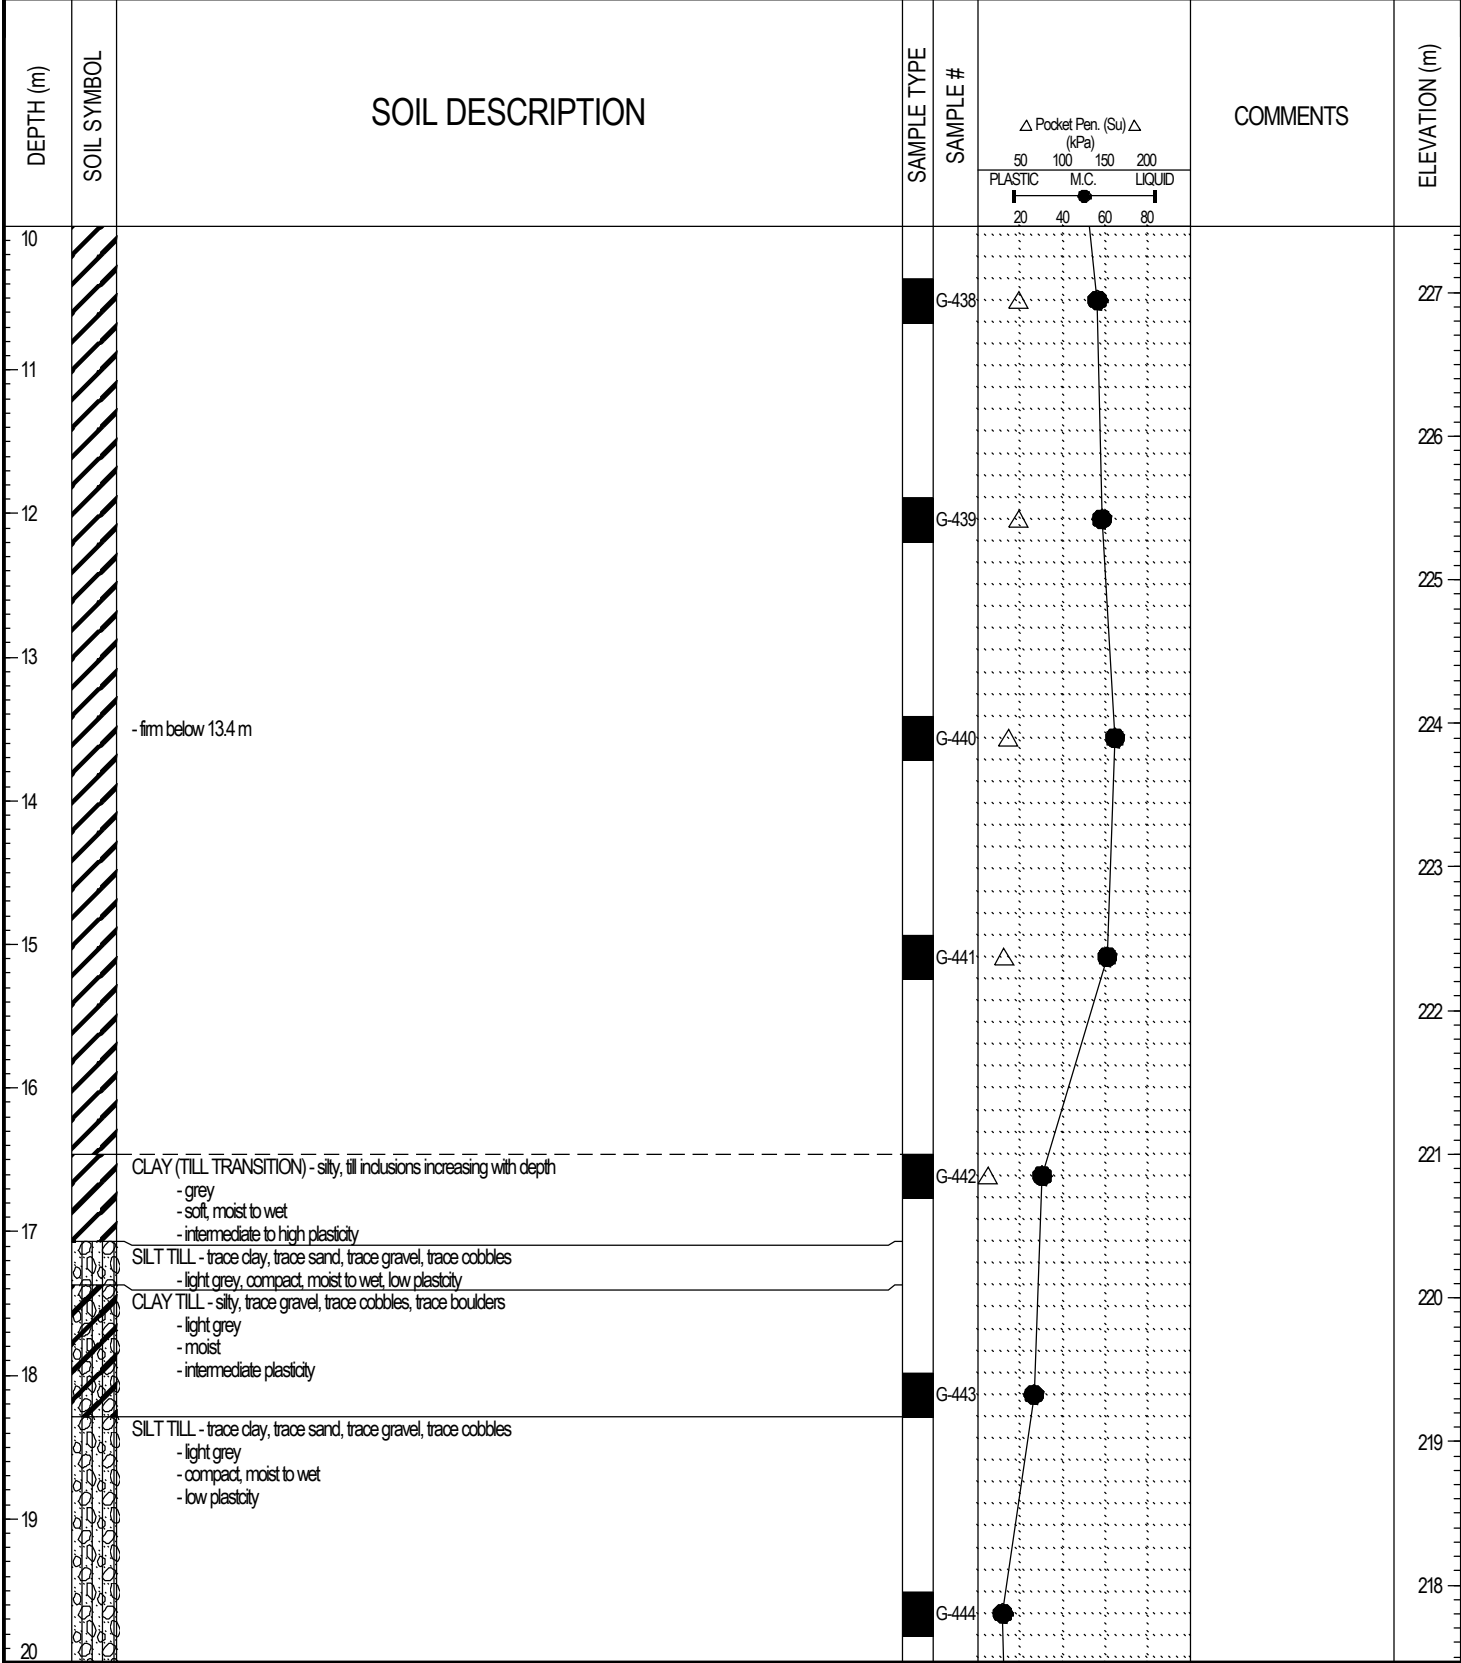 DEPTH (m)
SOIL SYMBOL
SOIL DESCRIPTION
SAMPLE TYPE
SAMPLE #
△ Pocket Pen. (Su) △
(kPa)
50 100 150 200
PLASTIC M.C. LIQUID
20 40 60 80
COMMENTS
ELEVATION (m)
10
G-438
227
11
226
12
G-439
225
13
- firm below 13.4 m
G-440
224
14
223
15
G-441
222
16
CLAY (TILL TRANSITION) - silty, till inclusions increasing with depth
221
G-442
- grey
- soft, moist to wet
- intermediate to high plasticity
17
SILT TILL - trace clay, trace sand, trace gravel, trace cobbles
- light grey, compact, moist to wet, low plastcity
CLAY TILL - silty, trace gravel, trace cobbles, trace boulders
220
- light grey
- moist
- intermediate plasticity
18
G-443
SILT TILL - trace clay, trace sand, trace gravel, trace cobbles
219
- light grey
- compact, moist to wet
- low plastcity
19
218
G-444
20